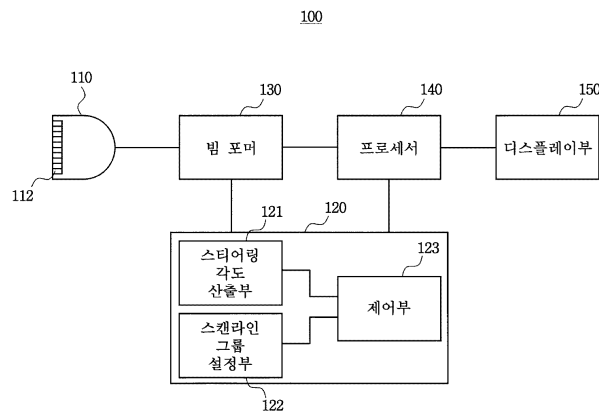 100
110
130
140
150
빔 포머
프로세서
디스플레이부
112
121
120
123
스티어링
각도
산출부
제어부
스캔라인
그룹
설정부
122